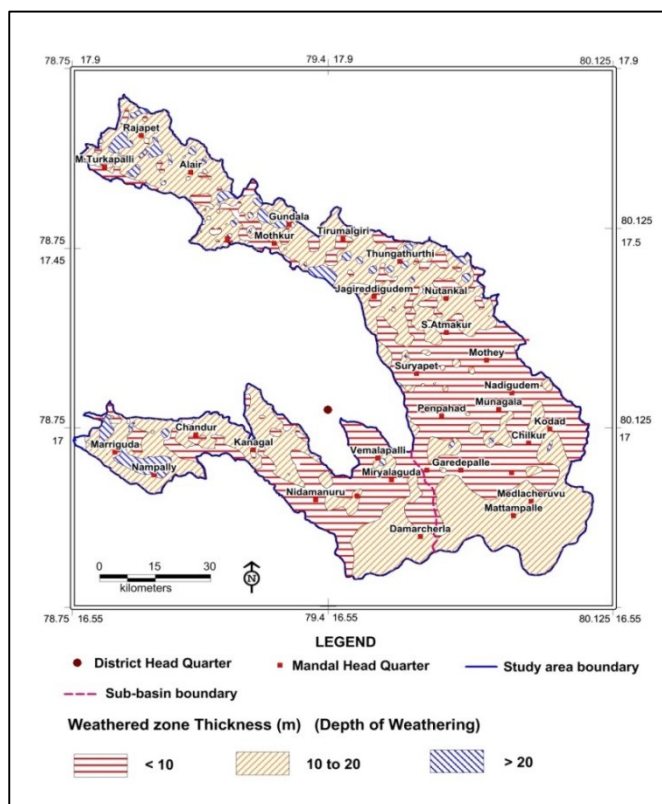 78.75 17.9
79.4 17.9
80.125 17.9
Rajapet
M.Turkapalli
Alair
Gundala
Tirumalgiri
80.125
17.5
Mothkur
78.75
17.45
Thungathurthi
Jagireddigudem
Nutankal
S.Atmakur
Mothey
Suryapet
Nadigudem
Munagala
Penpahad
78.75
17
Chandur
Kodad
80.125
17
Marriguda
Kanagal
Chilkur
Vemalapalli
Nampally
Miryalaguda
Garedepalle
Nidamanuru
Medlacheruvu
Mattampalle
Damarcherla
0 15 30
kilometers
N
78.75 16.55
79.4 16.55
80.125 16.55
LEGEND
District Head Quarter Mandal Head Quarter Study area boundary
Sub-basin boundary
Weathered zone Thickness (m) (Depth of Weathering)
< 10 10 to 20 > 20